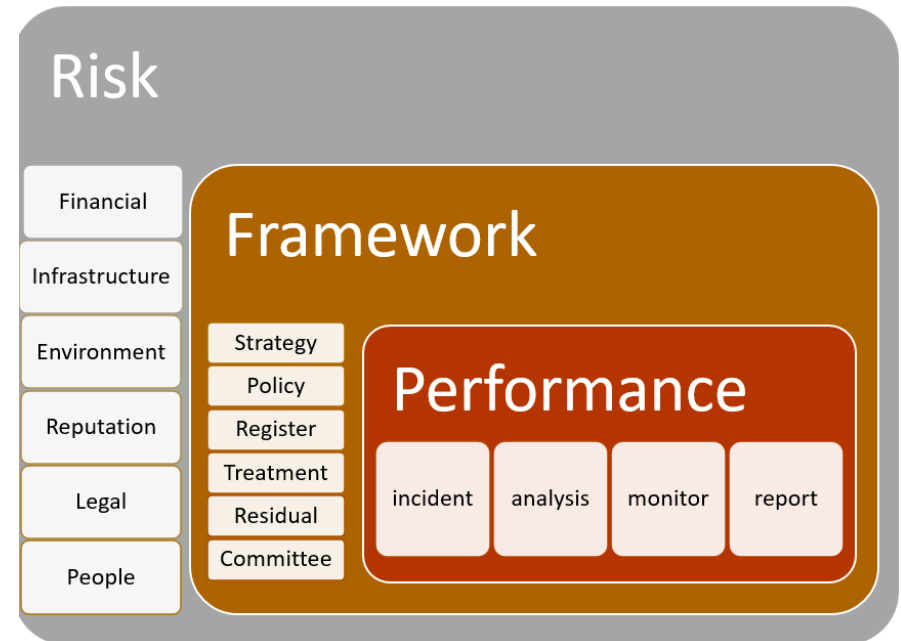 Risk
Financial
Infrastructure
Environment
Reputation
Legal
People
Framework
Strategy
Policy
Register
Treatment
Residual
Committee
Performance
incident
analysis
monitor
report